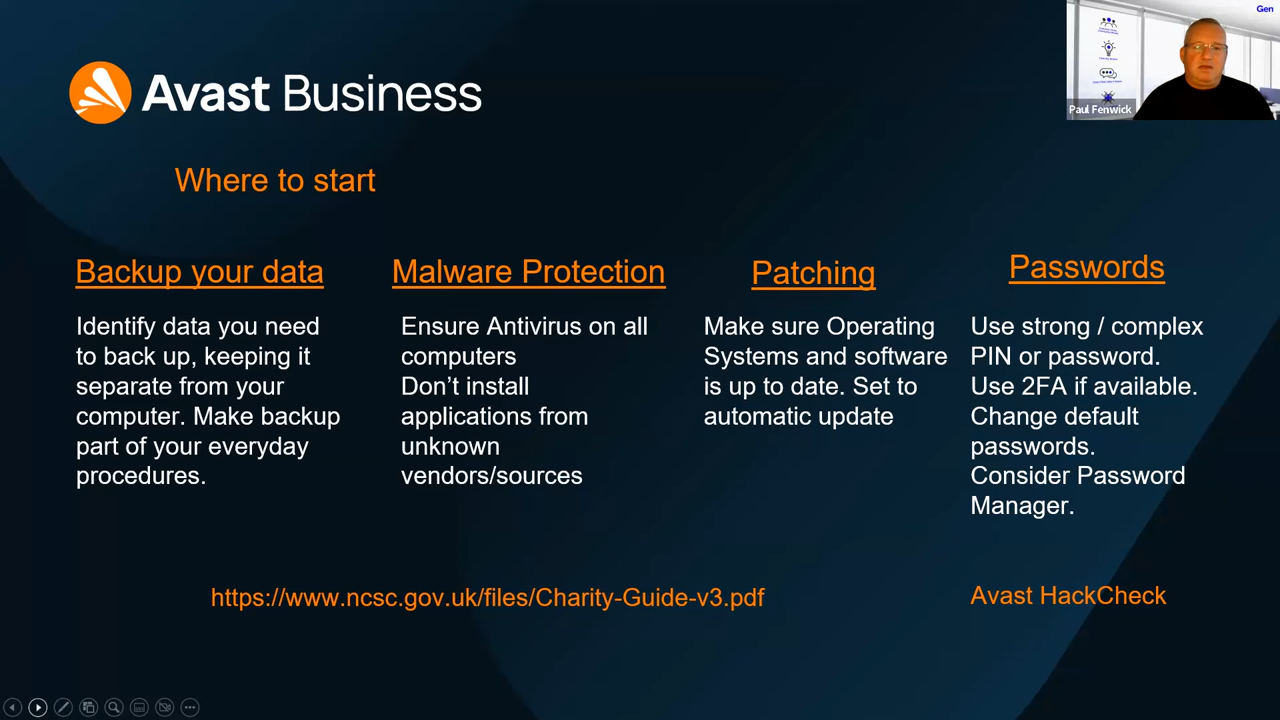 Gen
Paul Fenwick
Avast Business
Where to start
Backup your data
Identify data you need
to back up, keeping it
separate from your
computer. Make backup
part of your everyday
procedures.
Malware Protection
Ensure Antivirus on all
computers
Don’t install
applications from
unknown
vendors/sources
Patching
Make sure Operating
Systems and software
is up to date. Set to
automatic update
Passwords
Use strong / complex
PIN or password.
Use 2FA if available.
Change default
passwords.
Consider Password
Manager.
https://www.ncsc.gov.uk/files/Charity-Guide-v3.pdf
Avast HackCheck